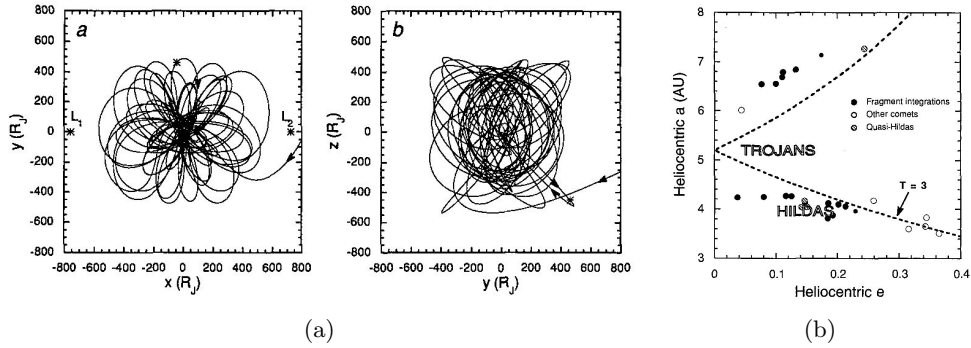 a
800
600
400
200
0
-200
-400
-600
-800
y (R_J)
-800 -600 -400 -200 0 200 400 600 800
x (R_J)
b
800
600
400
200
0
-200
-400
-600
-800
z (R_J)
-800 -600 -400 -200 0 200 400 600 800
y (R_J)
(a)
8
7
6
5
4
3
Heliocentric a (AU)
Fragment integrations
Other comets
Quasi-Hildas
TROJANS
T = 3
HILDAS
0 0.1 0.2 0.3 0.4
Heliocentric e
(b)